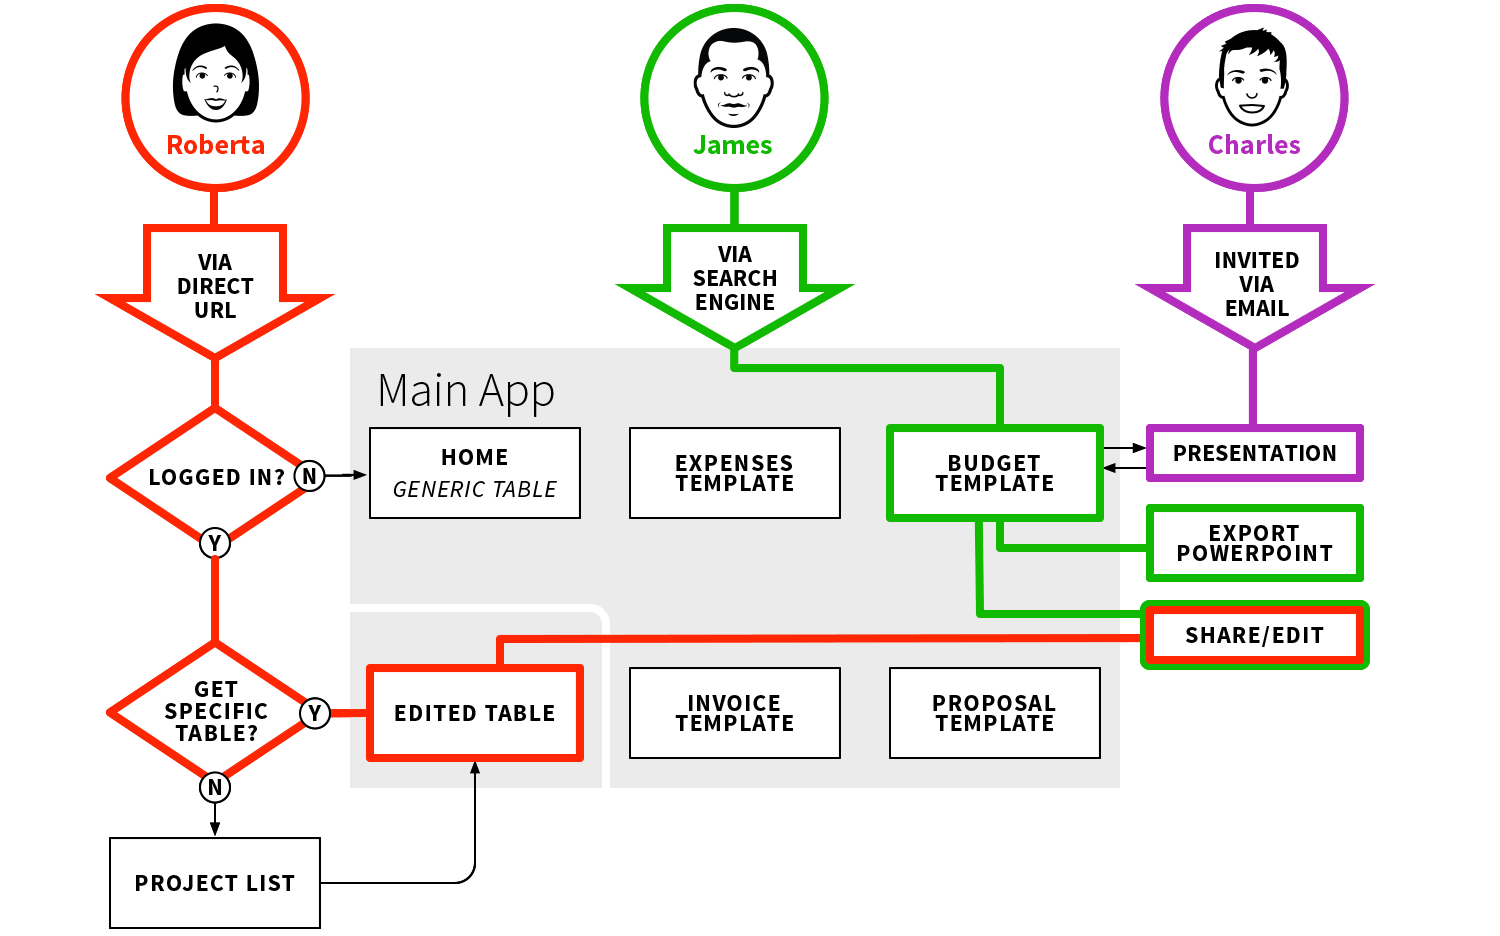 Roberta
James
Charles
VIA
DIRECT
URL
VIA
SEARCH
ENGINE
INVITED
VIA
EMAIL
Main App
LOGGED IN?
N
Y
HOME
GENERIC TABLE
EXPENSES
TEMPLATE
BUDGET
TEMPLATE
PRESENTATION
EXPORT
POWERPOINT
SHARE/EDIT
GET
SPECIFIC
TABLE?
Y
N
EDITED TABLE
INVOICE
TEMPLATE
PROPOSAL
TEMPLATE
PROJECT LIST